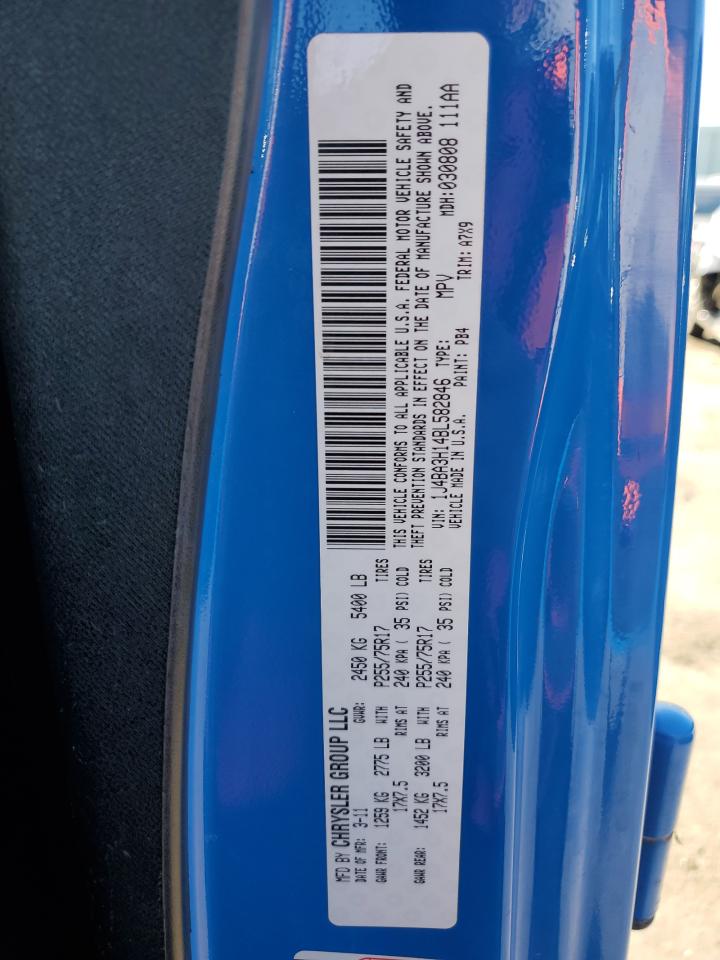 MFD BY CHRYSLER GROUP LLC
DATE OF MFR: 3-11 GVWR: 2450 KG 5400 LB
GAWR FRONT: 1259 KG 2775 LB WITH P255/75R17 TIRES
17X7.5 RIMS AT 240 KPA ( 35 PSI) COLD
GAWR REAR: 1452 KG 3200 LB WITH P255/75R17 TIRES
17X7.5 RIMS AT 240 KPA ( 35 PSI) COLD
THIS VEHICLE CONFORMS TO ALL APPLICABLE U.S.A. FEDERAL MOTOR VEHICLE SAFETY AND
THEFT PREVENTION STANDARDS IN EFFECT ON THE DATE OF MANUFACTURE SHOWN ABOVE.
VIN: 1J4BA3H14BL582846 TYPE: MPV MDH:030808 111AA
VEHICLE MADE IN U.S.A. PAINT: PB4 TRIM: A7X9